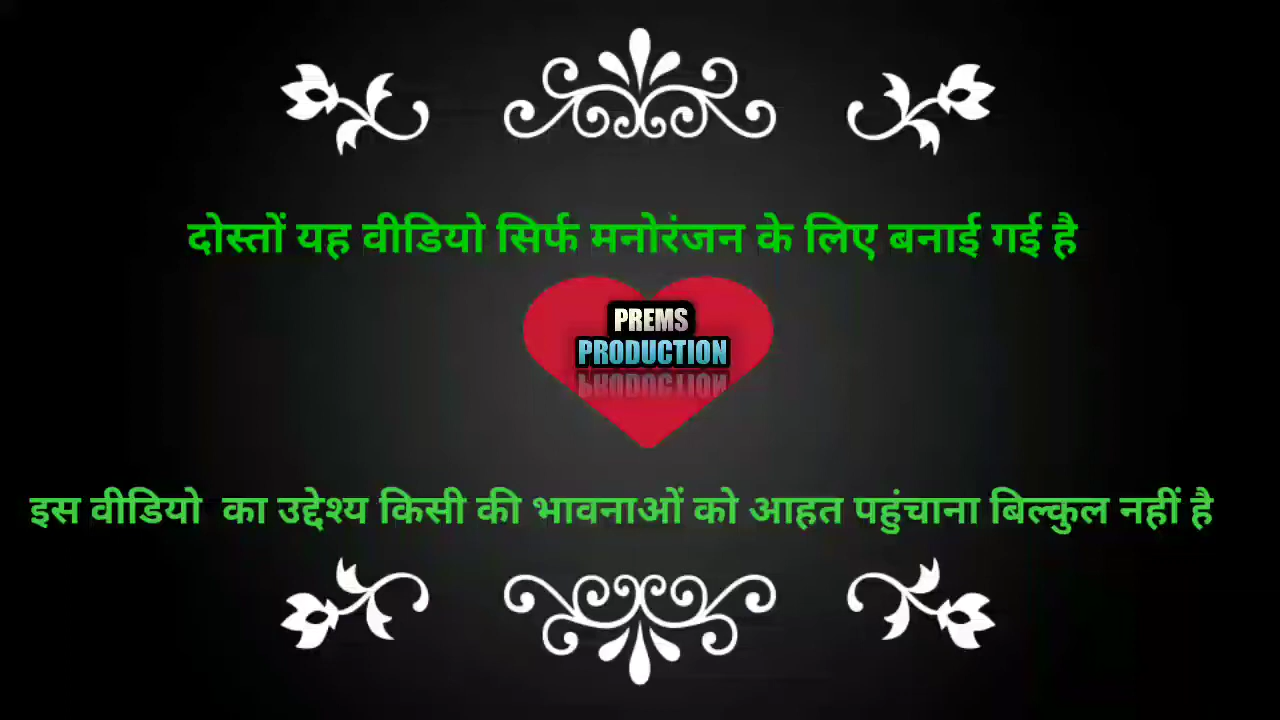 दोस्तों यह वीडियो सिर्फ मनोरंजन के लिए बनाई गई है
PREMS
PRODUCTION
इस वीडियो का उद्देश्य किसी की भावनाओं को आहत पहुंचाना बिल्कुल नहीं है